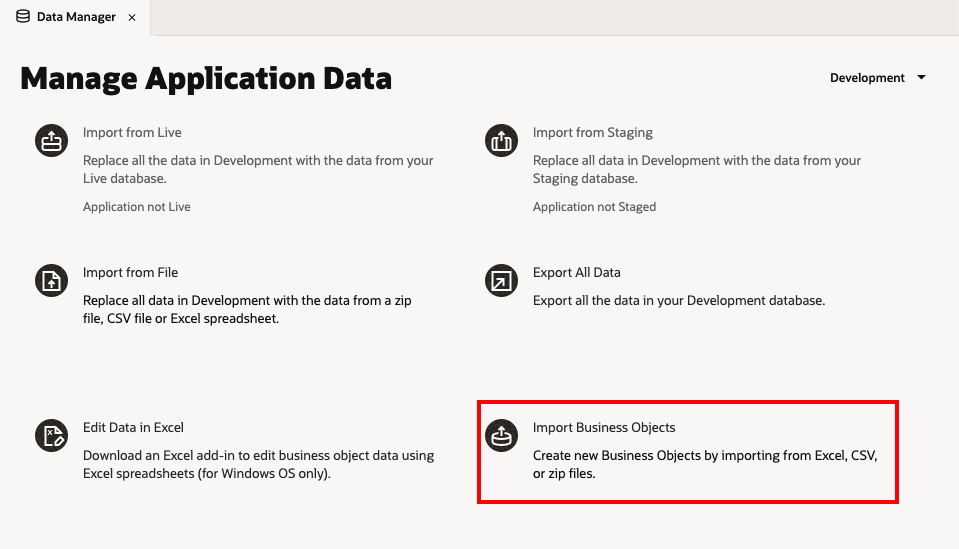 Data Manager ×
Manage Application Data
Development
Import from Live
Replace all the data in Development with the data from your
Live database.
Application not Live
Import from Staging
Replace all data in Development with the data from your
Staging database.
Application not Staged
Import from File
Replace all data in Development with the data from a zip
file, CSV file or Excel spreadsheet.
Export All Data
Export all the data in your Development database.
Edit Data in Excel
Download an Excel add-in to edit business object data using
Excel spreadsheets (for Windows OS only).
Import Business Objects
Create new Business Objects by importing from Excel, CSV,
or zip files.